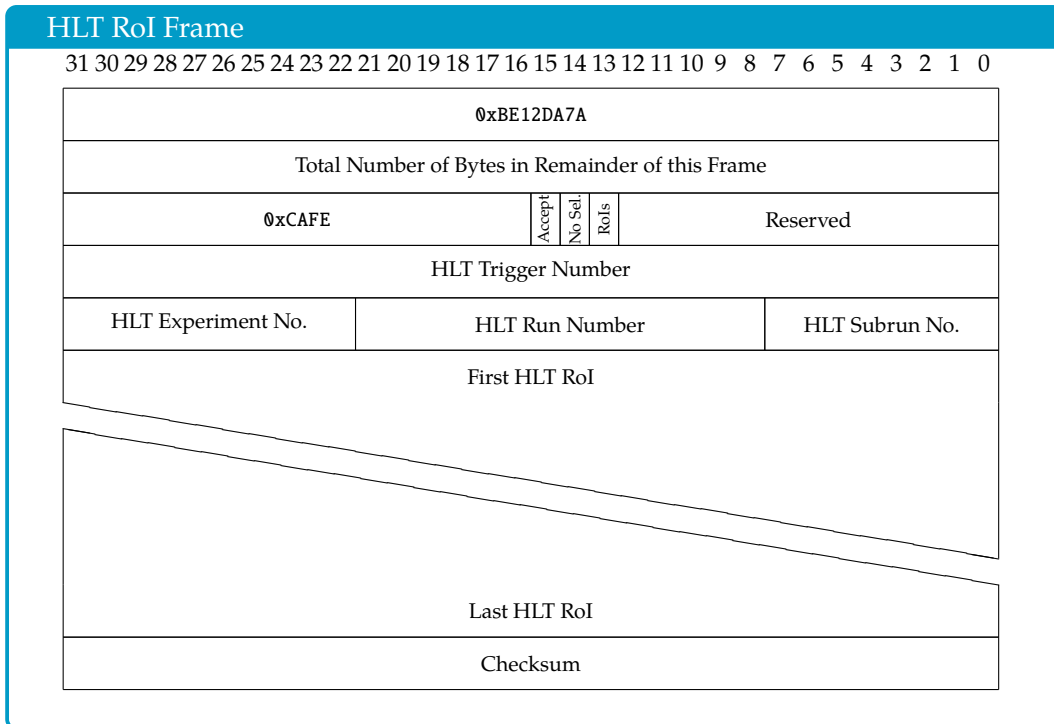 HLT RoI Frame
31 30 29 28 27 26 25 24 23 22 21 20 19 18 17 16 15 14 13 12 11 10 9 8 7 6 5 4 3 2 1 0
0xBE12DA7A
Total Number of Bytes in Remainder of this Frame
0xCAFE Accept No Sel. RoIs Reserved
HLT Trigger Number
HLT Experiment No. HLT Run Number HLT Subrun No.
First HLT RoI
Last HLT RoI
Checksum